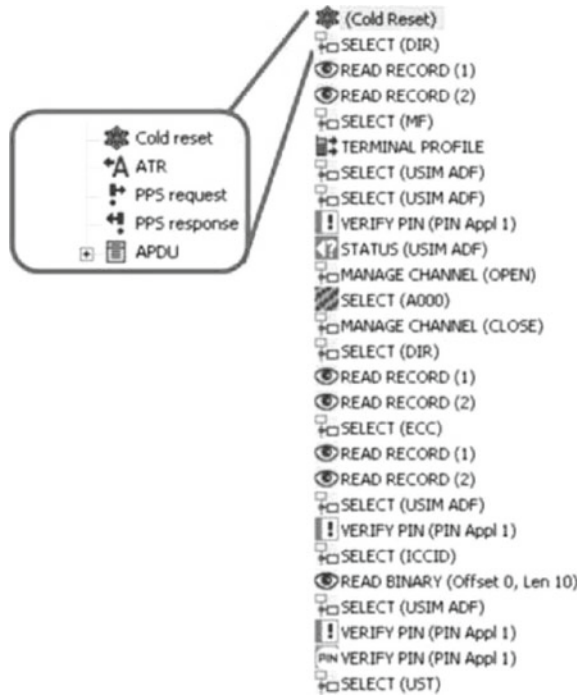 (Cold Reset)
SELECT (DIR)
READ RECORD (1)
READ RECORD (2)
SELECT (MF)
TERMINAL PROFILE
SELECT (USIM ADF)
SELECT (USIM ADF)
VERIFY PIN (PIN Appl 1)
STATUS (USIM ADF)
MANAGE CHANNEL (OPEN)
SELECT (A000)
MANAGE CHANNEL (CLOSE)
SELECT (DIR)
READ RECORD (1)
READ RECORD (2)
SELECT (ECC)
READ RECORD (1)
READ RECORD (2)
SELECT (USIM ADF)
VERIFY PIN (PIN Appl 1)
SELECT (ICCID)
READ BINARY (Offset 0, Len 10)
SELECT (USIM ADF)
VERIFY PIN (PIN Appl 1)
PIN VERIFY PIN (PIN Appl 1)
SELECT (UST)
Cold reset
A ATR
PPS request
PPS response
APDU